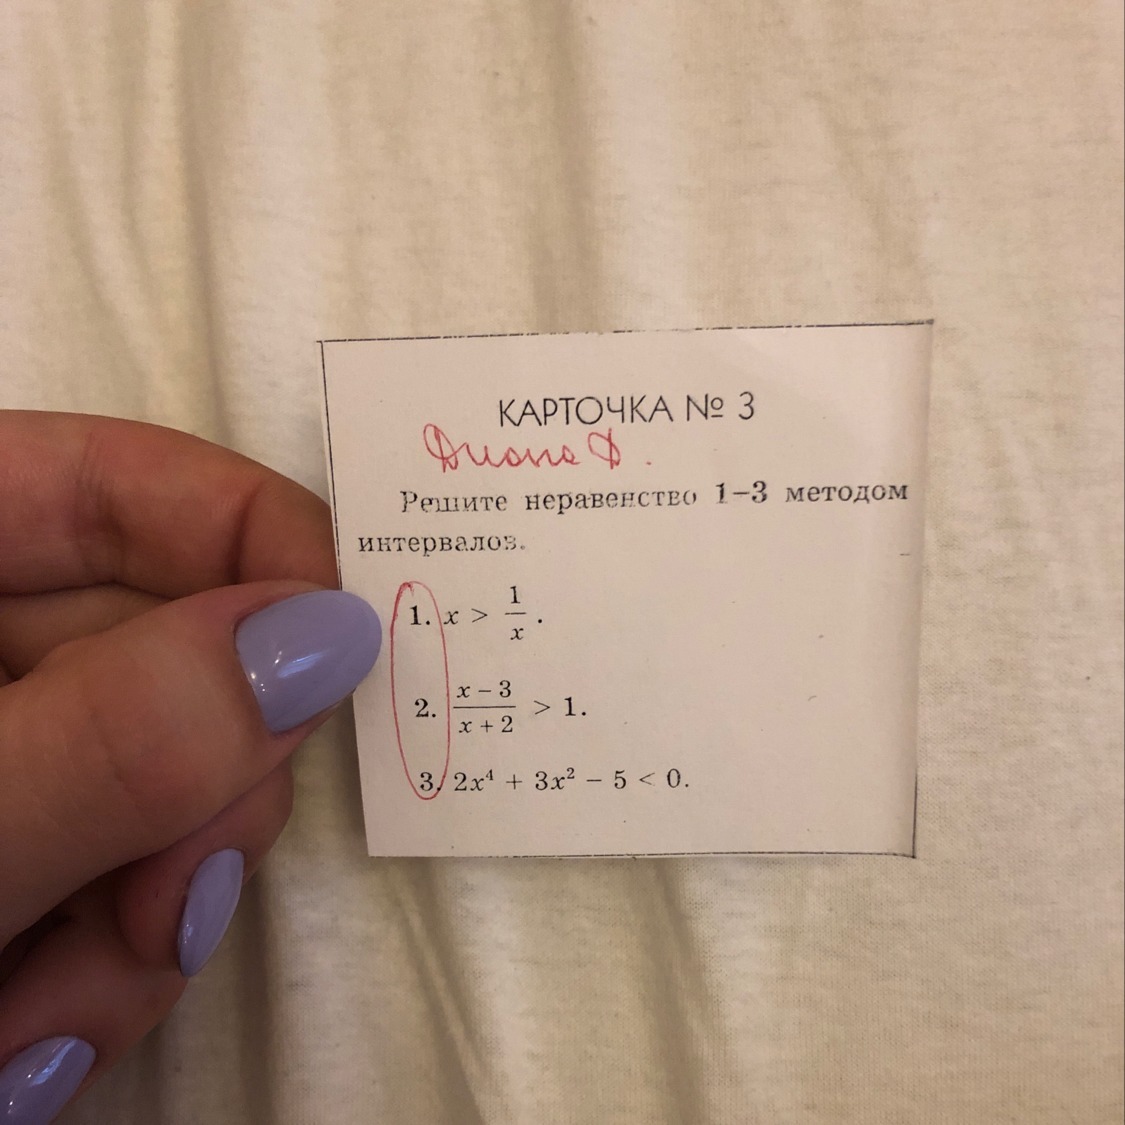 КАРТОЧКА № 3
Диана Д.
Решите неравенство 1–3 методом
интервалов.
1. x > 1/x.
2. (x – 3)/(x + 2) > 1.
3. 2x⁴ + 3x² – 5 < 0.